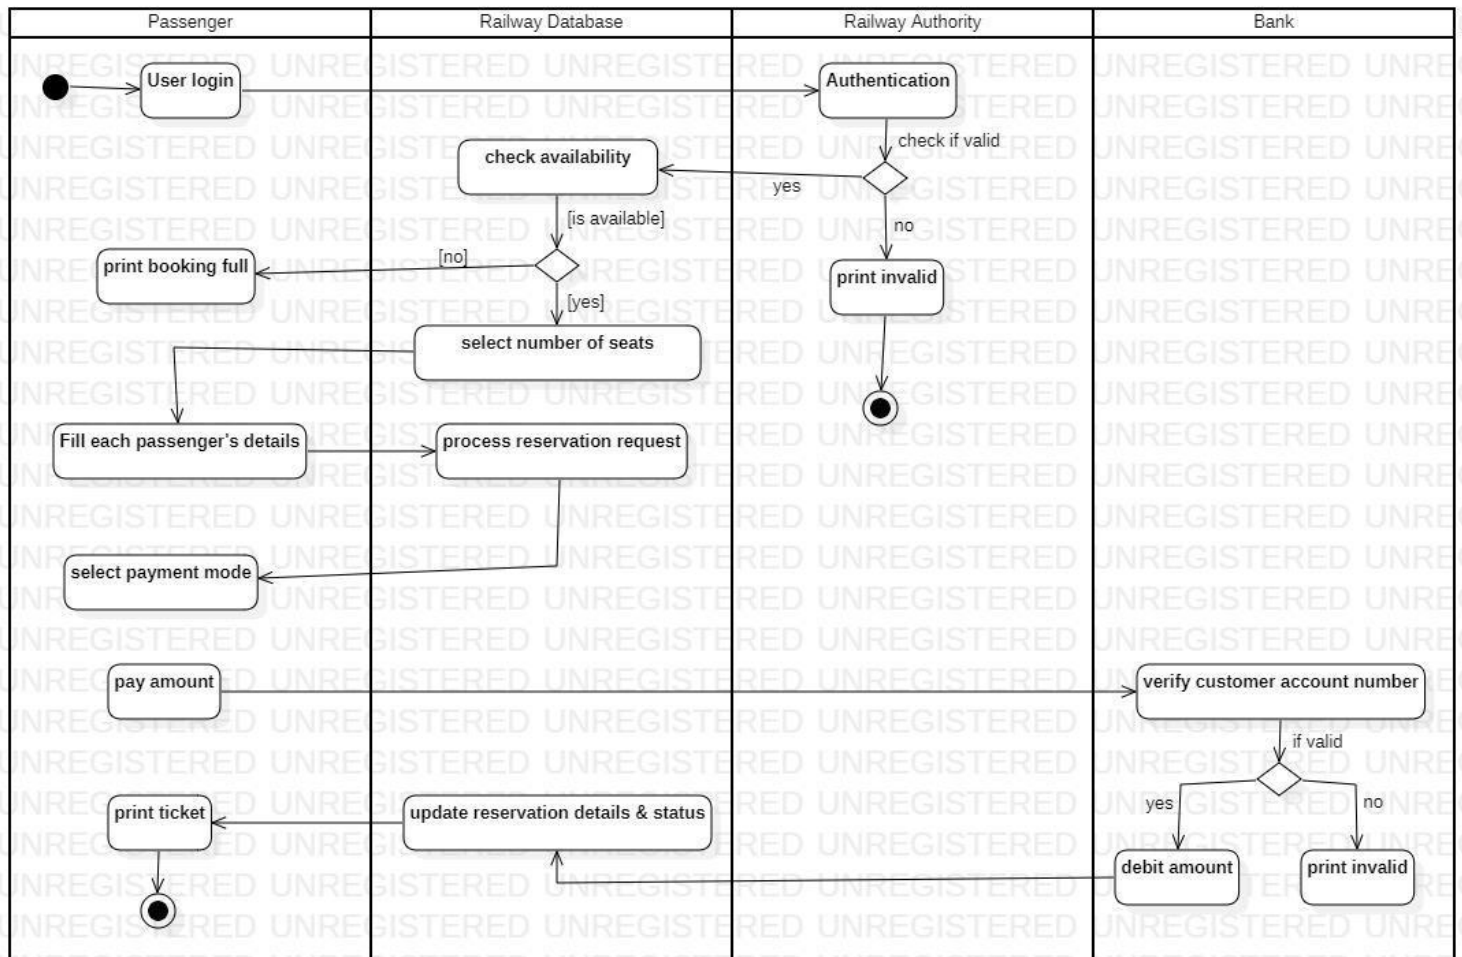 Passenger
Railway Database
Railway Authority
Bank
User login
Authentication
check if valid
check availability
yes
[is available]
no
print booking full
[no]
print invalid
[yes]
select number of seats
Fill each passenger's details
process reservation request
select payment mode
pay amount
verify customer account number
if valid
yes
no
print ticket
update reservation details & status
debit amount
print invalid
UNREGISTERED